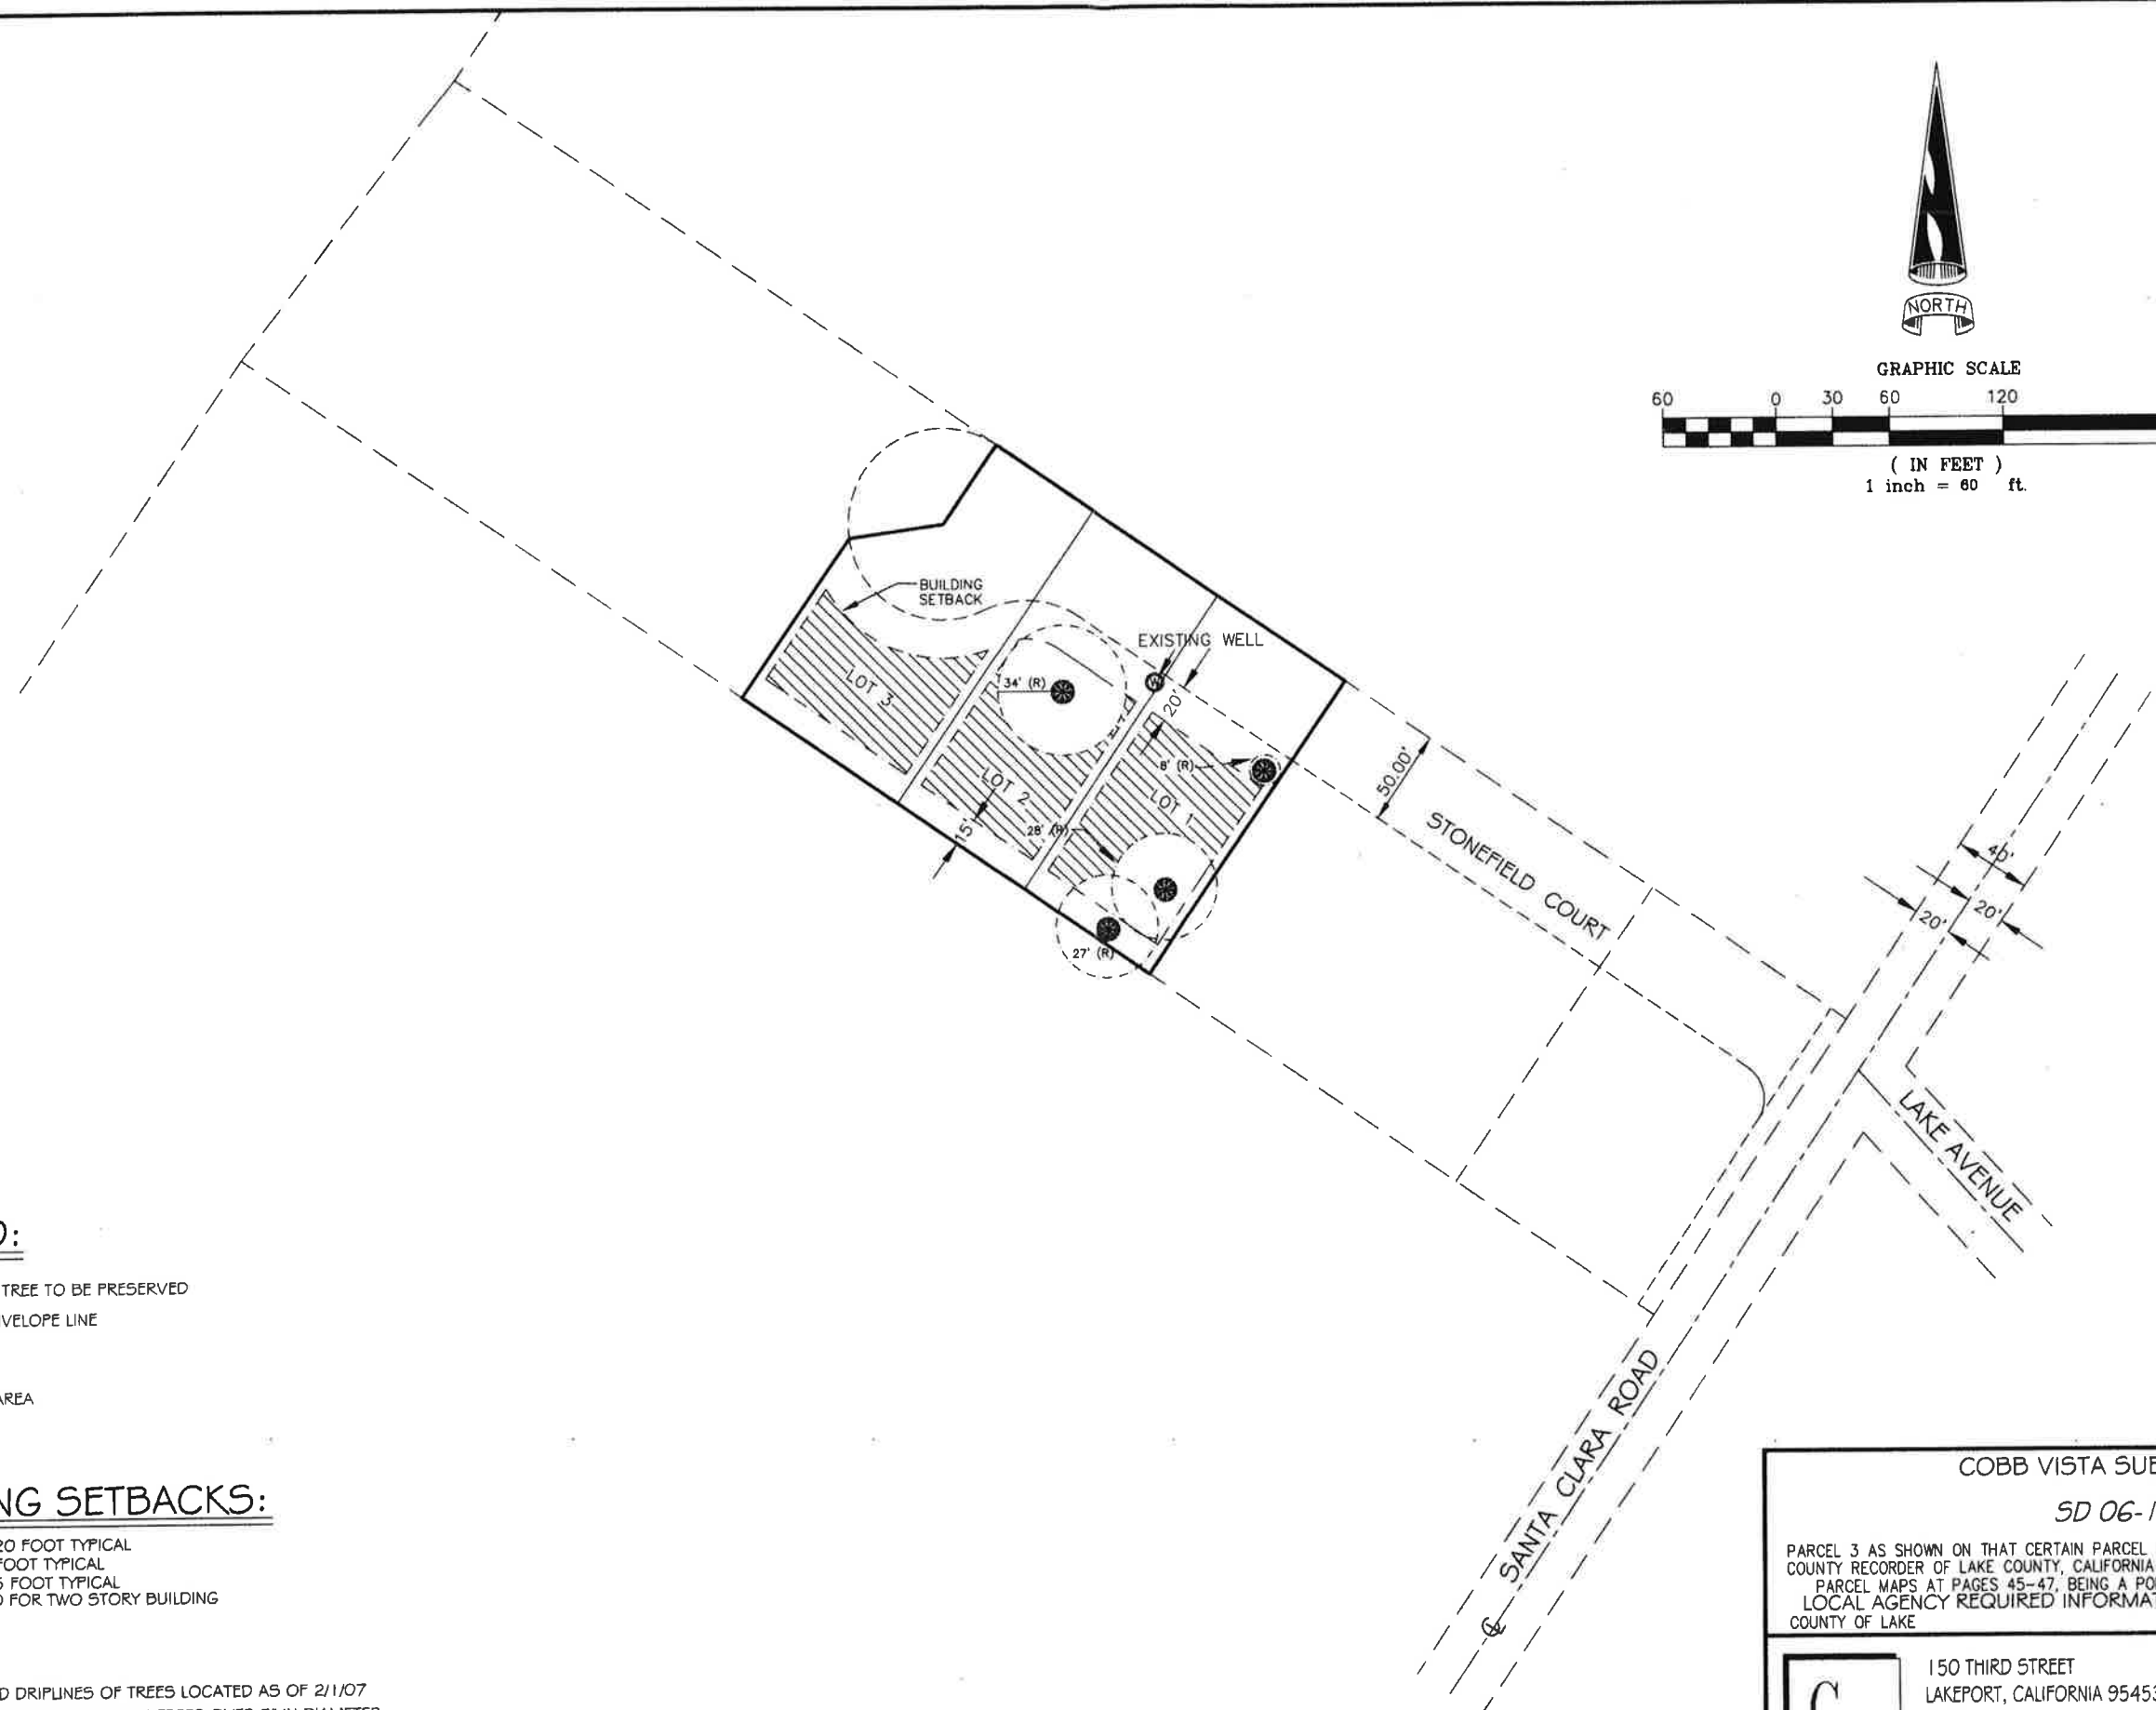 NORTH
GRAPHIC SCALE
60 0 30 60 120
( IN FEET )
1 inch = 60 ft.
BUILDING
SETBACK
EXISTING WELL
34' (R)
LOT 3
20'
8' (R)
LOT 2
LOT 1
28' (R)
15'
27' (R)
50.00'
STONEFIELD COURT
40'
20'
20'
LAKE AVENUE
SANTA CLARA ROAD
D:
TREE TO BE PRESERVED
VELOPE LINE
AREA
NG SETBACKS:
20 FOOT TYPICAL
FOOT TYPICAL
5 FOOT TYPICAL
FOR TWO STORY BUILDING
D DRIPLINES OF TREES LOCATED AS OF 2/1/07
COBB VISTA SUB
SD 06-1
PARCEL 3 AS SHOWN ON THAT CERTAIN PARCEL
COUNTY RECORDER OF LAKE COUNTY, CALIFORNIA
PARCEL MAPS AT PAGES 45-47, BEING A PO
LOCAL AGENCY REQUIRED INFORMAT
COUNTY OF LAKE
150 THIRD STREET
LAKEPORT, CALIFORNIA 95453
C